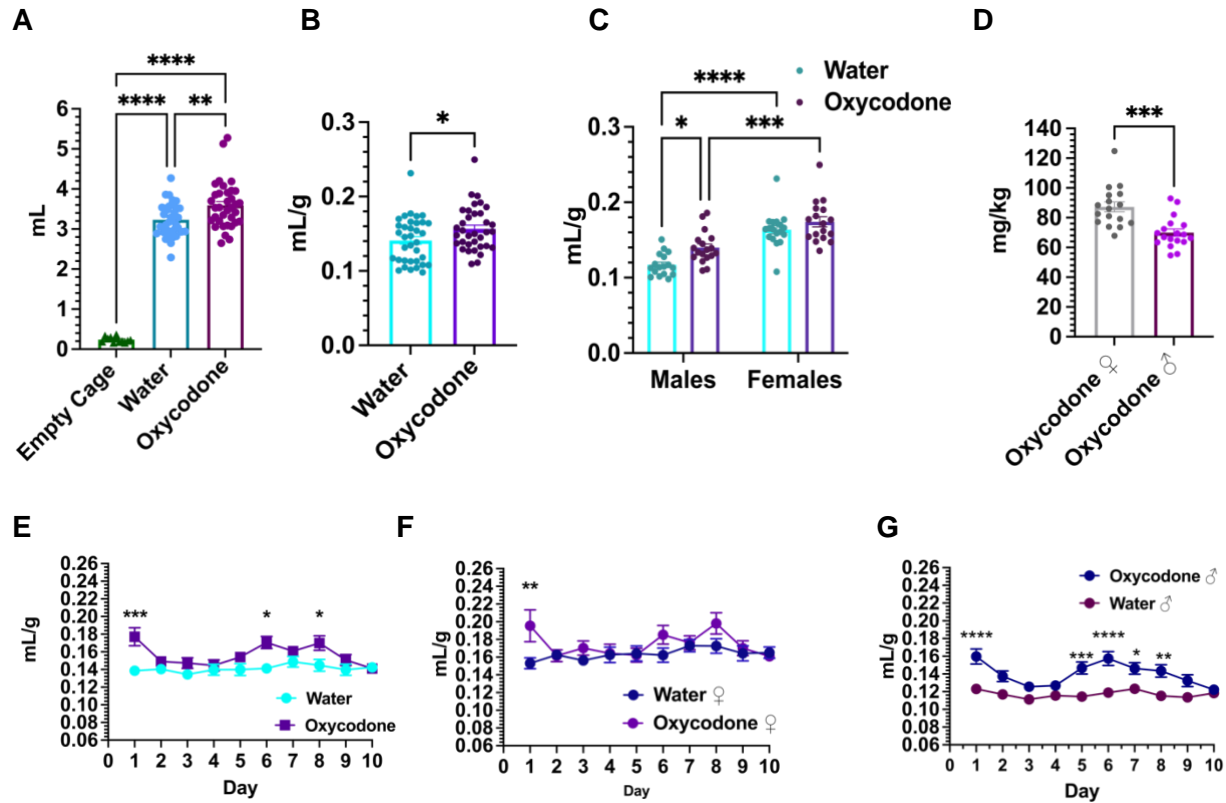 A
B
C
D
****
****
**
mL
6
5
4
3
2
1
0
Empty Cage
Water
Oxycodone
*
mL/g
0.3
0.2
0.1
0.0
Water
Oxycodone
Water
Oxycodone
****
*
***
mL/g
0.3
0.2
0.1
0.0
Males
Females
***
mg/kg
140
120
100
80
60
40
20
0
Oxycodone ♀
Oxycodone ♂
E
F
G
mL/g
0.26
0.24
0.22
0.20
0.18
0.16
0.14
0.12
0.10
0.08
0.06
***
*
*
Water
Oxycodone
0 1 2 3 4 5 6 7 8 9 10
Day
mL/g
0.26
0.24
0.22
0.20
0.18
0.16
0.14
0.12
0.10
0.08
0.06
**
Water ♀
Oxycodone ♀
0 1 2 3 4 5 6 7 8 9 10
Day
mL/g
0.26
0.24
0.22
0.20
0.18
0.16
0.14
0.12
0.10
0.08
0.06
Oxycodone ♂
Water ♂
****
***
****
*
**
0 1 2 3 4 5 6 7 8 9 10
Day